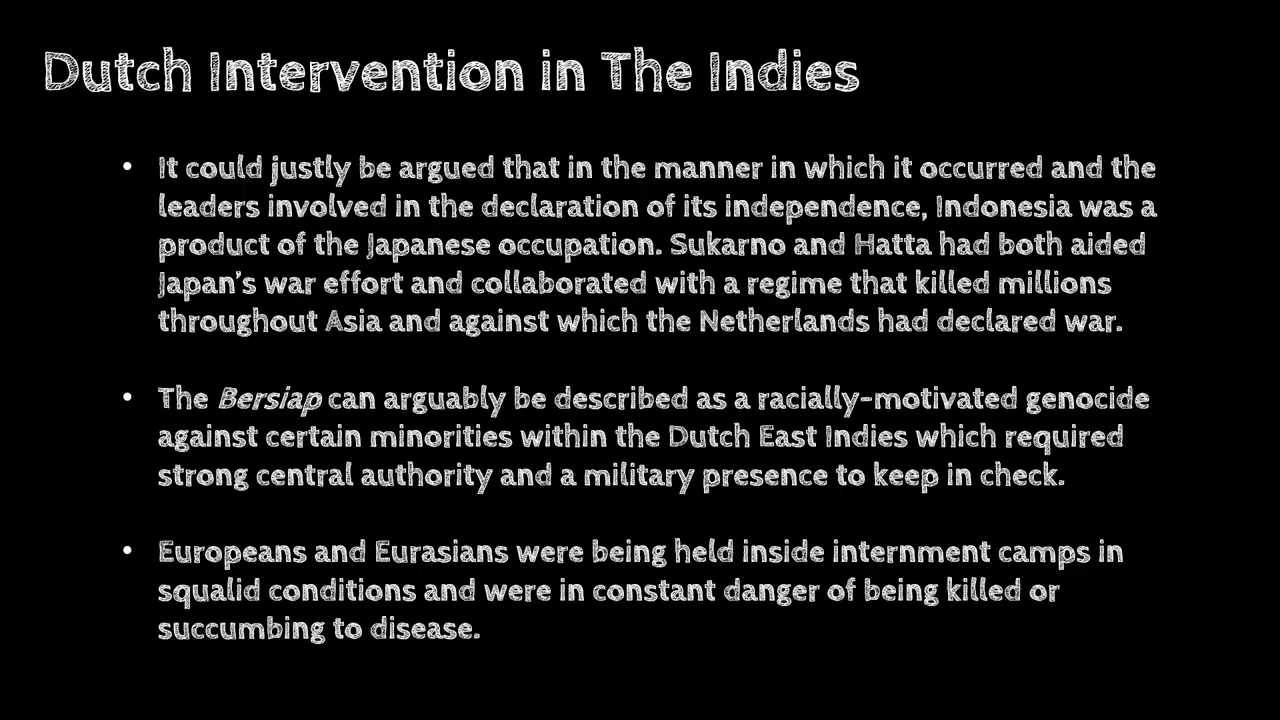 Dutch Intervention in The Indies
• It could justly be argued that in the manner in which it occurred and the
leaders involved in the declaration of its independence, Indonesia was a
product of the Japanese occupation. Sukarno and Hatta had both aided
Japan's war effort and collaborated with a regime that killed millions
throughout Asia and against which the Netherlands had declared war.
• The Bersiap can arguably be described as a racially-motivated genocide
against certain minorities within the Dutch East Indies which required
strong central authority and a military presence to keep in check.
• Europeans and Eurasians were being held inside internment camps in
squalid conditions and were in constant danger of being killed or
succumbing to disease.